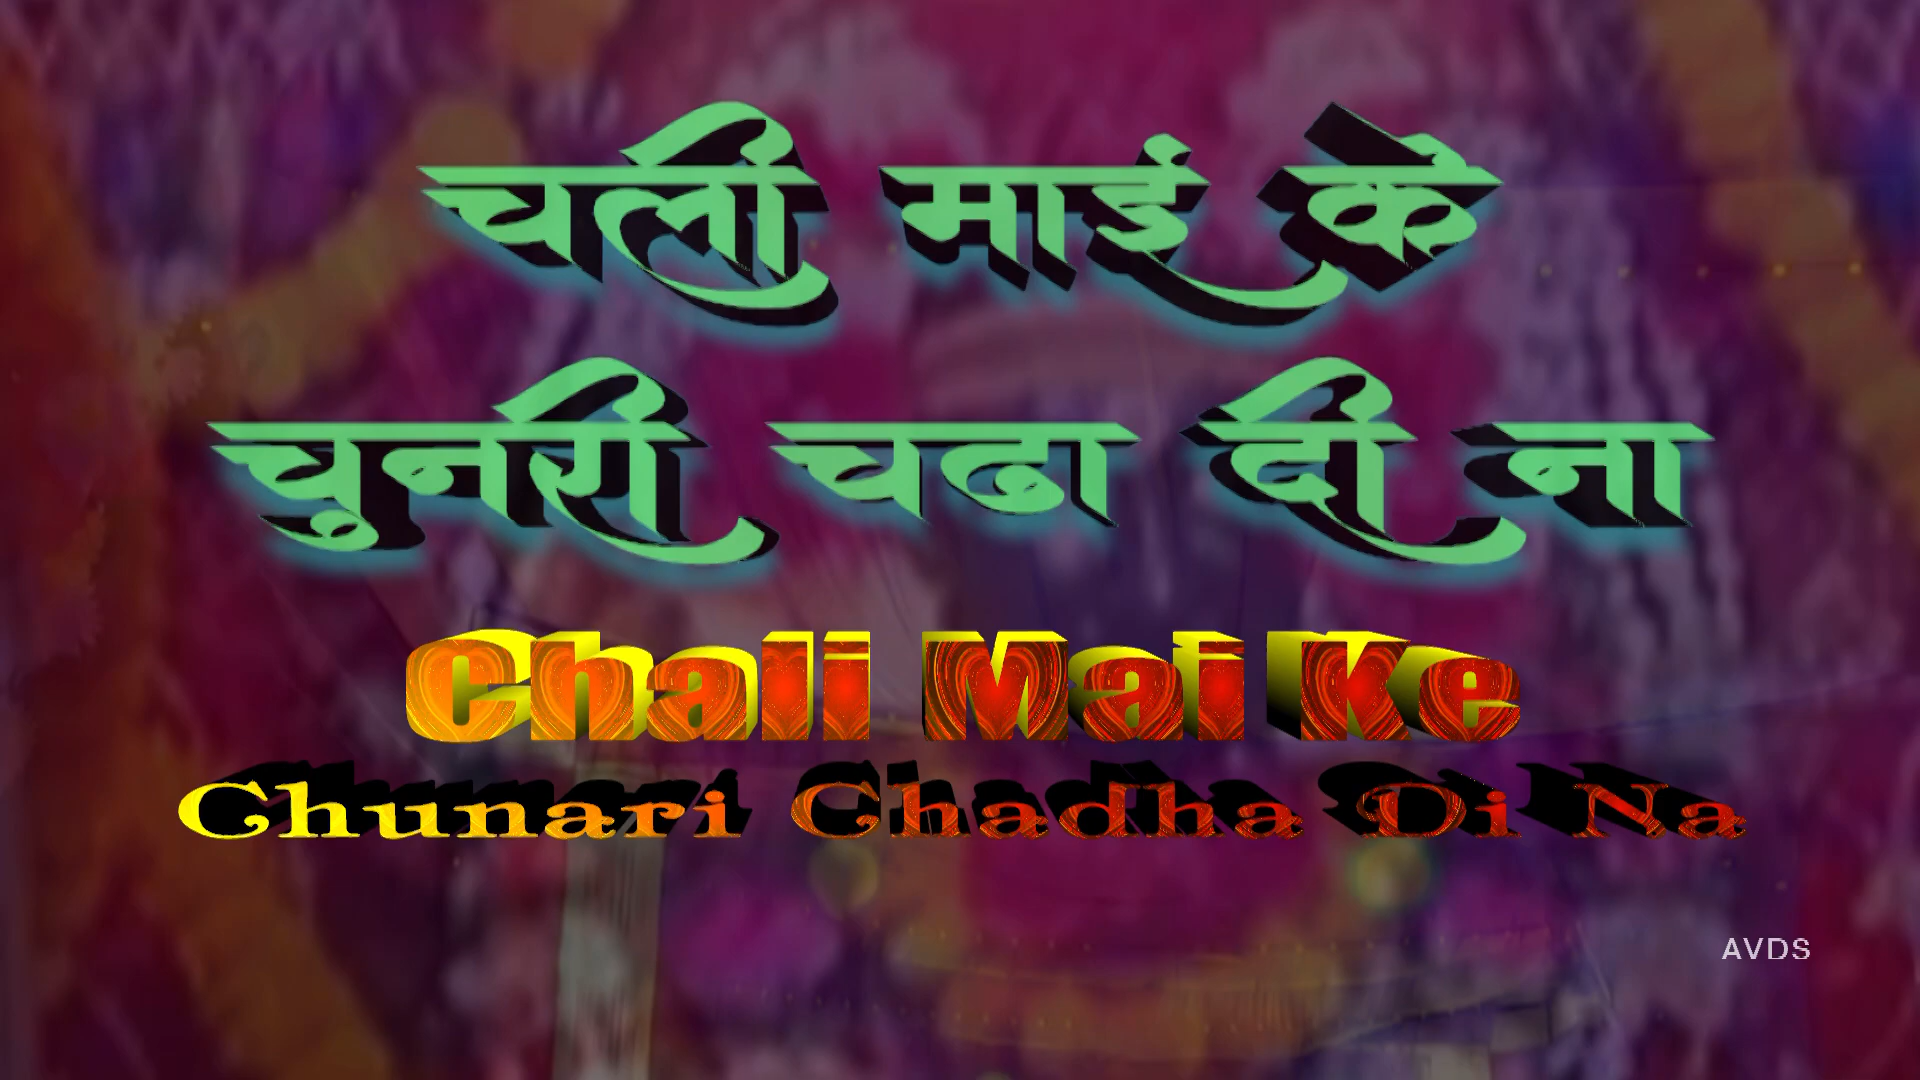 चली माई के
चुनरी चढा दी ना
Chali Mai Ke
Chunari Chadha Di Na
AVDS